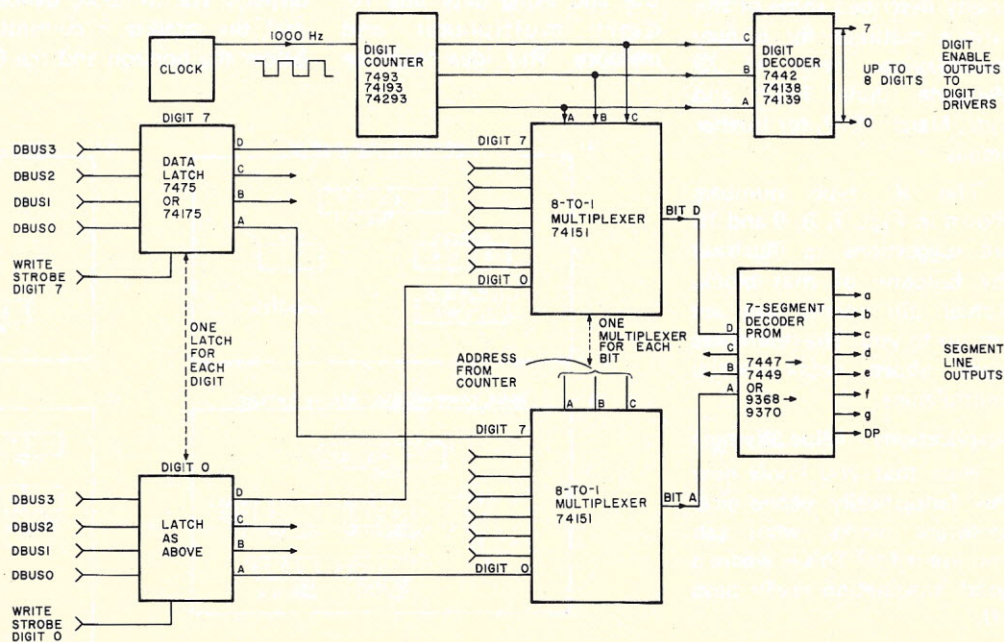 CLOCK
1000 Hz
DIGIT
COUNTER
7493
74193
74293
C
B
A
DIGIT
DECODER
7442
74138
74139
7
0
UP TO
8 DIGITS
DIGIT
ENABLE
OUTPUTS
TO
DIGIT
DRIVERS
DIGIT 7
DBUS3
DBUS2
DBUS1
DBUS0
DATA
LATCH
7475
OR
74175
D
C
B
A
WRITE
STROBE
DIGIT 7
ONE
LATCH
FOR
EACH
DIGIT
A B C
DIGIT 7
8-TO-1
MULTIPLEXER
74151
DIGIT 0
BIT D
ONE
MULTIPLEXER
FOR EACH
BIT
ADDRESS
FROM
COUNTER
A B C
DIGIT 7
8-TO-1
MULTIPLEXER
74151
DIGIT 0
BIT A
7-SEGMENT
DECODER
PROM
D
C
B
A
7447
7449
OR
9368
9370
a
b
c
d
e
f
g
DP
SEGMENT
LINE
OUTPUTS
DIGIT 0
DBUS3
DBUS2
DBUS1
DBUS0
LATCH
AS
ABOVE
D
C
B
A
WRITE
STROBE
DIGIT 0